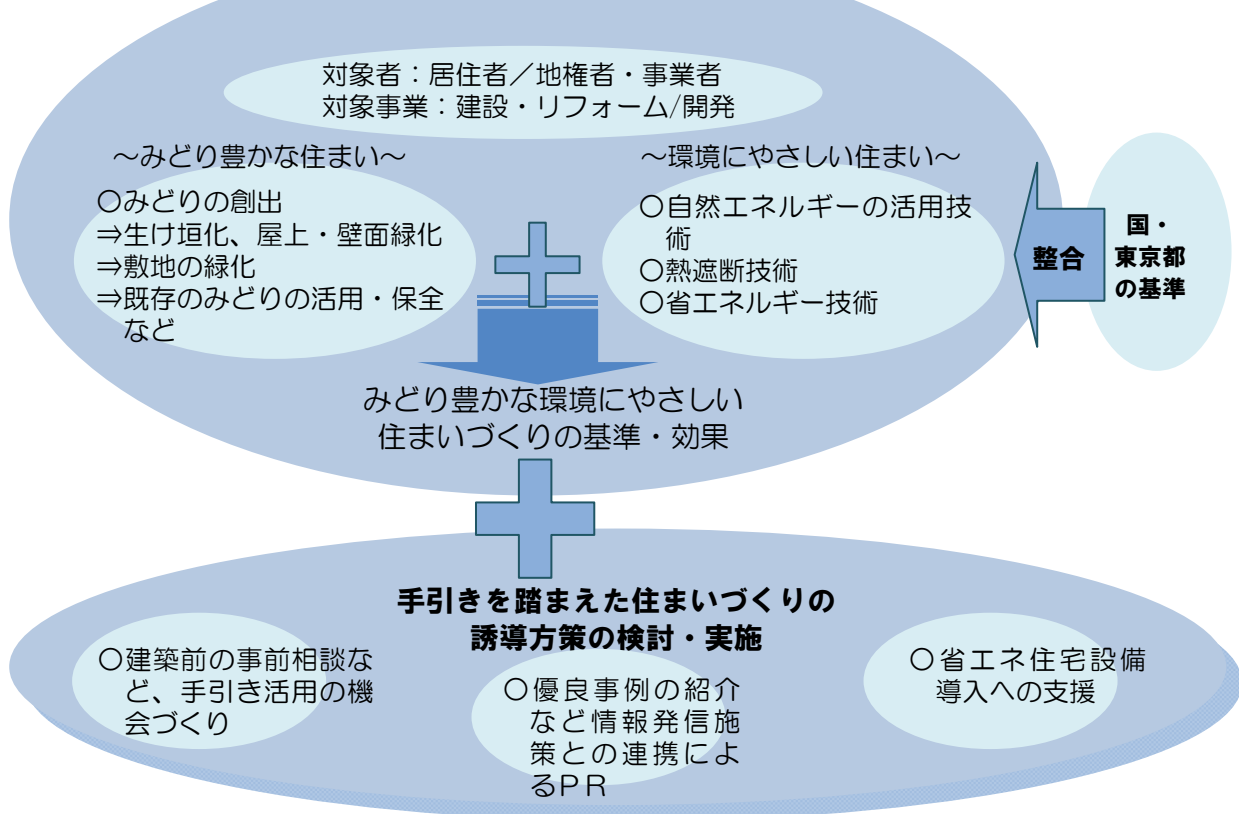 対象者：居住者／地権者・事業者
対象事業：建設・リフォーム/開発
～みどり豊かな住まい～
○みどりの創出
⇒生け垣化、屋上・壁面緑化
⇒敷地の緑化
⇒既存のみどりの活用・保全
など
～環境にやさしい住まい～
○自然エネルギーの活用技
術
○熱遮断技術
○省エネルギー技術
整合
国・
東京都
の基準
みどり豊かな環境にやさしい
住まいづくりの基準・効果
手引きを踏まえた住まいづくりの
誘導方策の検討・実施
○建築前の事前相談な
ど、手引き活用の機
会づくり
○優良事例の紹介
など情報発信施
策との連携によ
るPR
○省エネ住宅設備
導入への支援